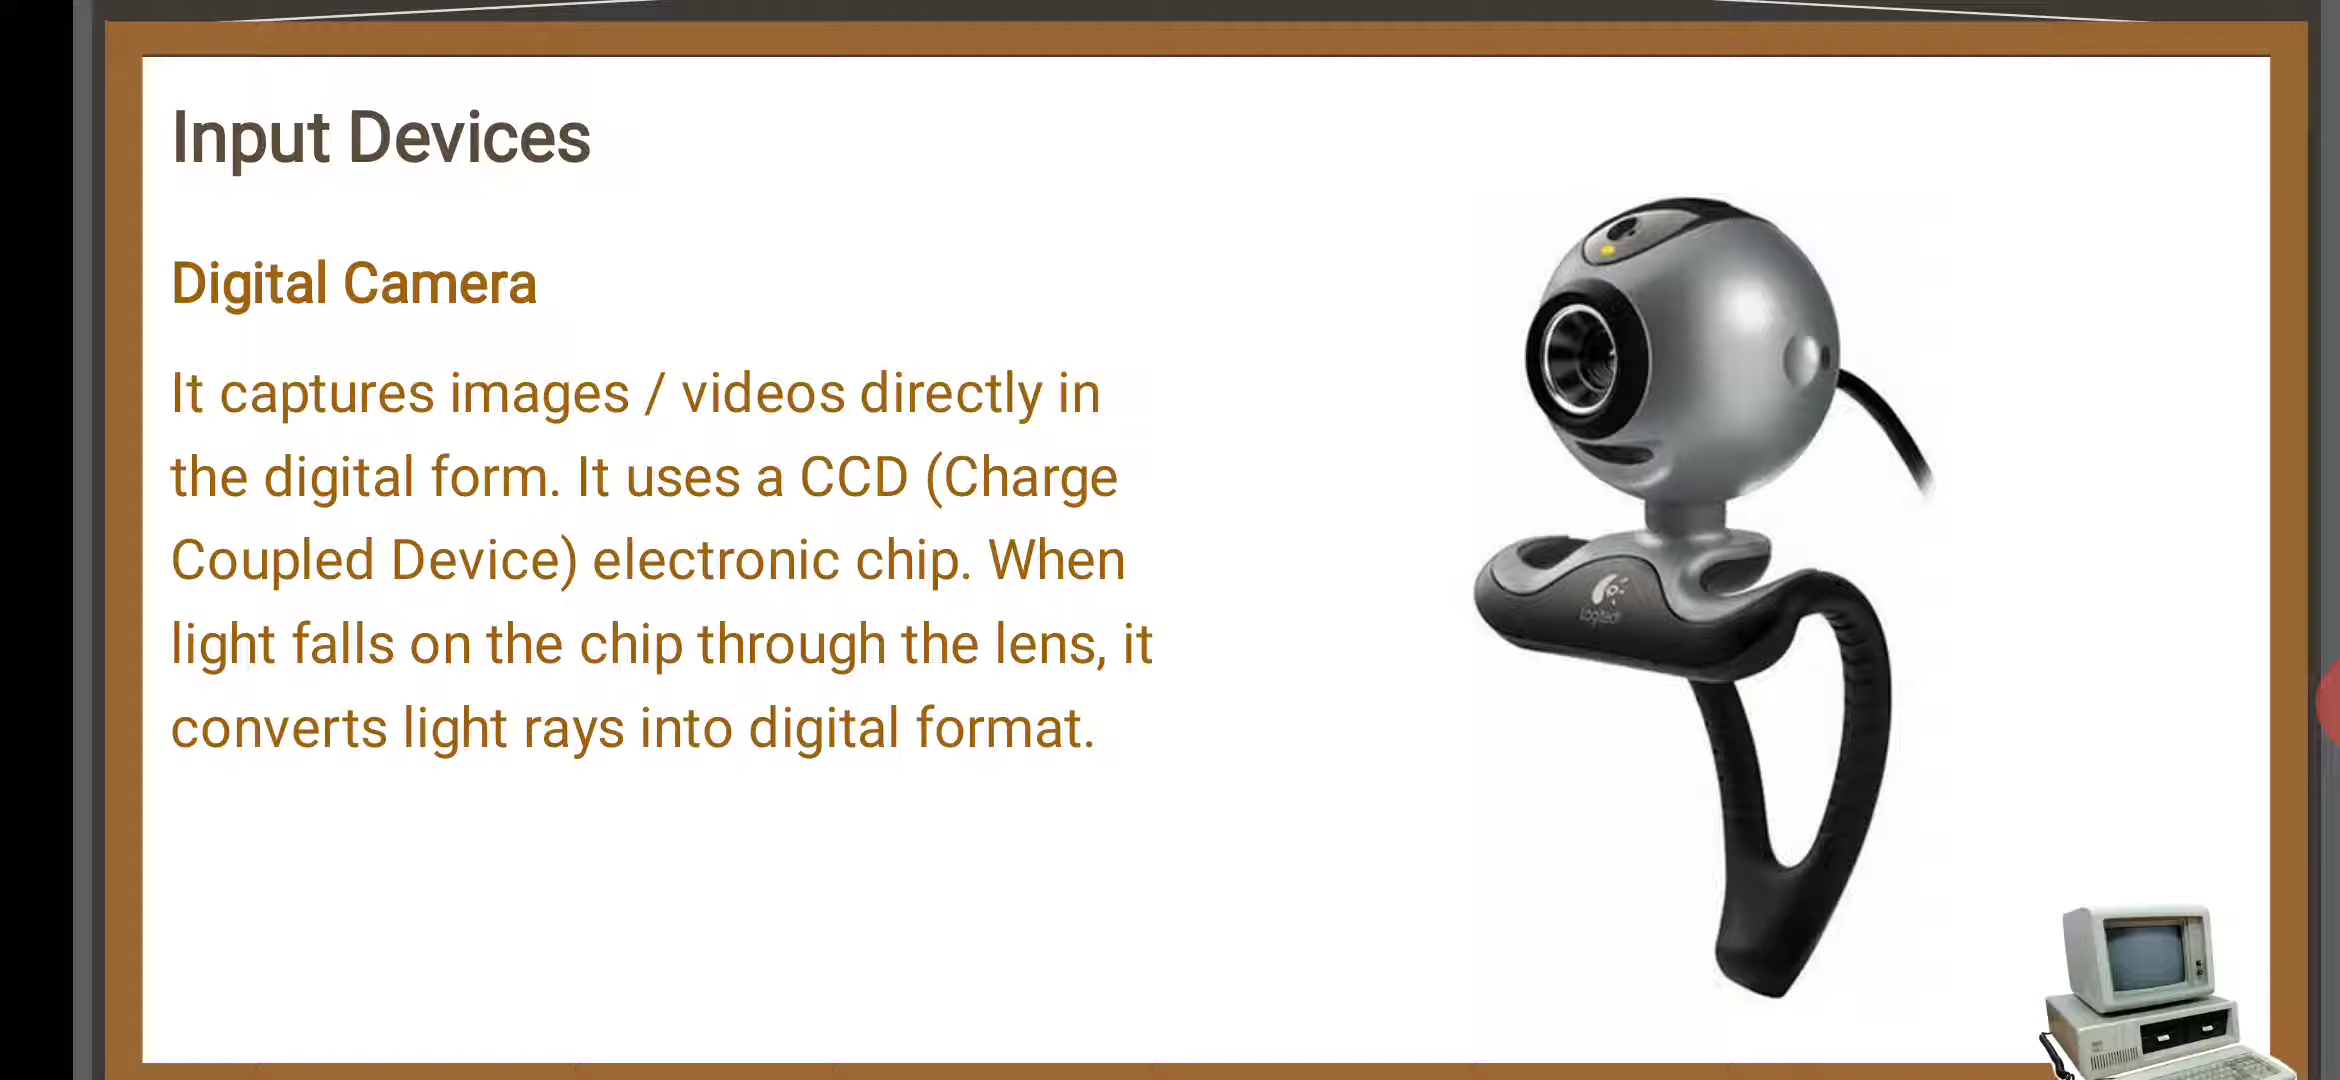 Input Devices
Digital Camera
It captures images / videos directly in
the digital form. It uses a CCD (Charge
Coupled Device) electronic chip. When
light falls on the chip through the lens, it
converts light rays into digital format.
Logitech